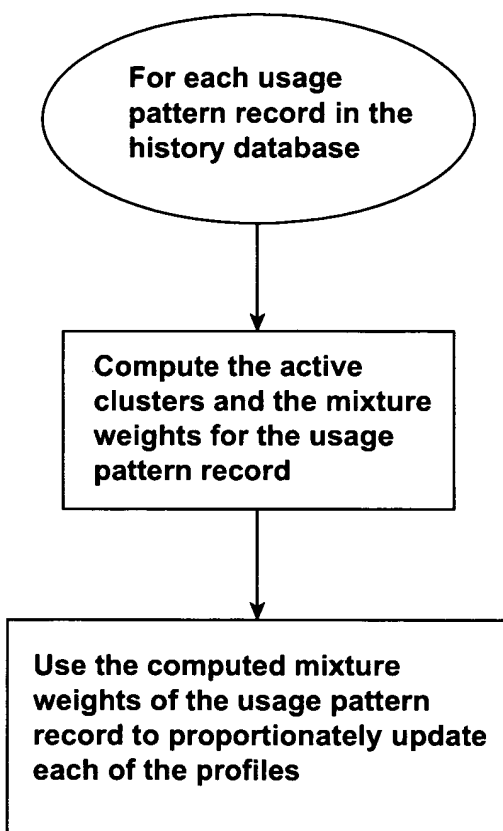 For each usage
pattern record in the
history database
Compute the active
clusters and the mixture
weights for the usage
pattern record
Use the computed mixture
weights of the usage pattern
record to proportionately update
each of the profiles